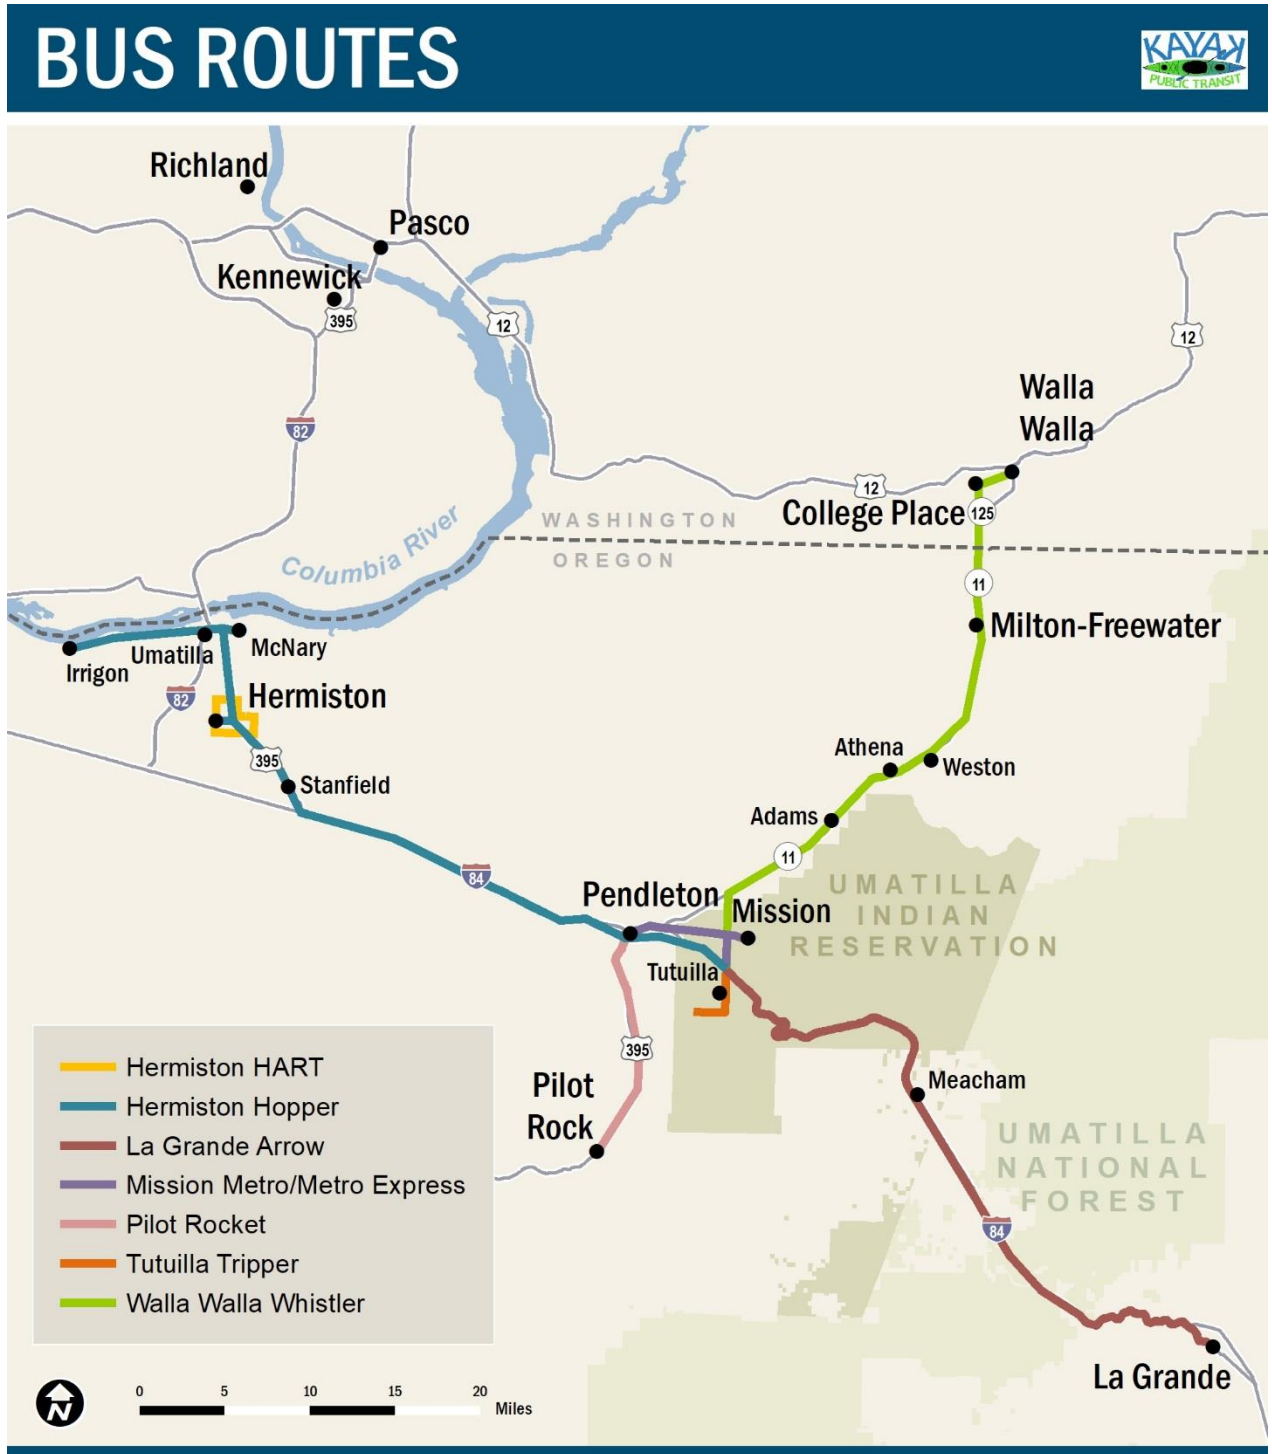 BUS ROUTES
KAYAK
PUBLIC TRANSIT
Richland
Pasco
Kennewick
395
12
12
82
Walla
Walla
12
College Place
125
WASHINGTON
OREGON
Columbia River
11
Milton-Freewater
McNary
Umatilla
Irrigon
82
Hermiston
395
Stanfield
Athena
Weston
Adams
11
84
Pendleton
Mission
UMATILLA
INDIAN
RESERVATION
Tutuilla
395
Pilot
Rock
Meacham
UMATILLA
NATIONAL
FOREST
84
La Grande
Hermiston HART
Hermiston Hopper
La Grande Arrow
Mission Metro/Metro Express
Pilot Rocket
Tutuilla Tripper
Walla Walla Whistler
N
0 5 10 15 20
Miles